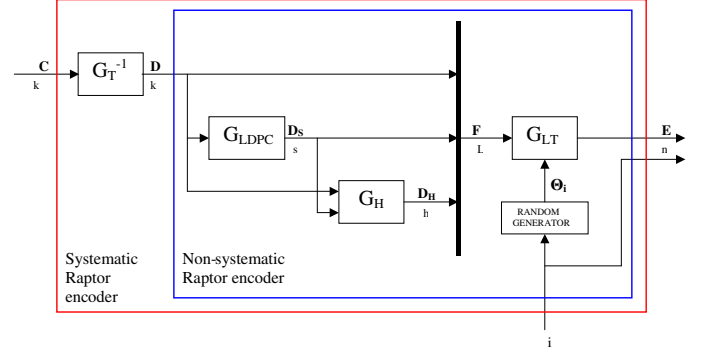 C
k
G_T^-1
D
k
G_LDPC
D_S
s
G_H
D_H
h
F
L
G_LT
Θ_i
RANDOM
GENERATOR
E
n
Systematic
Raptor
encoder
Non-systematic
Raptor encoder
i